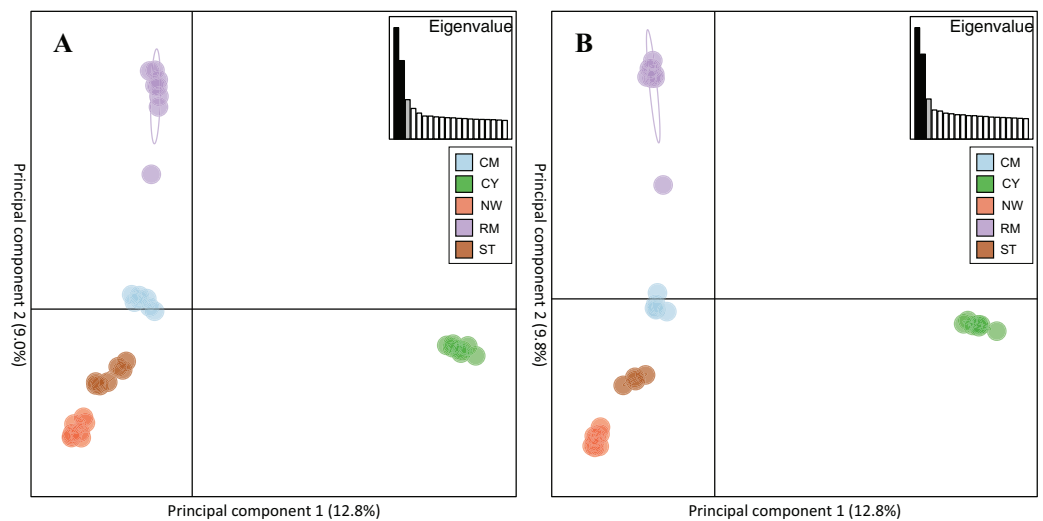 A
Eigenvalue
CM
CY
NW
RM
ST
Principal component 2 (9.0%)
Principal component 1 (12.8%)
B
Eigenvalue
CM
CY
NW
RM
ST
Principal component 2 (9.8%)
Principal component 1 (12.8%)